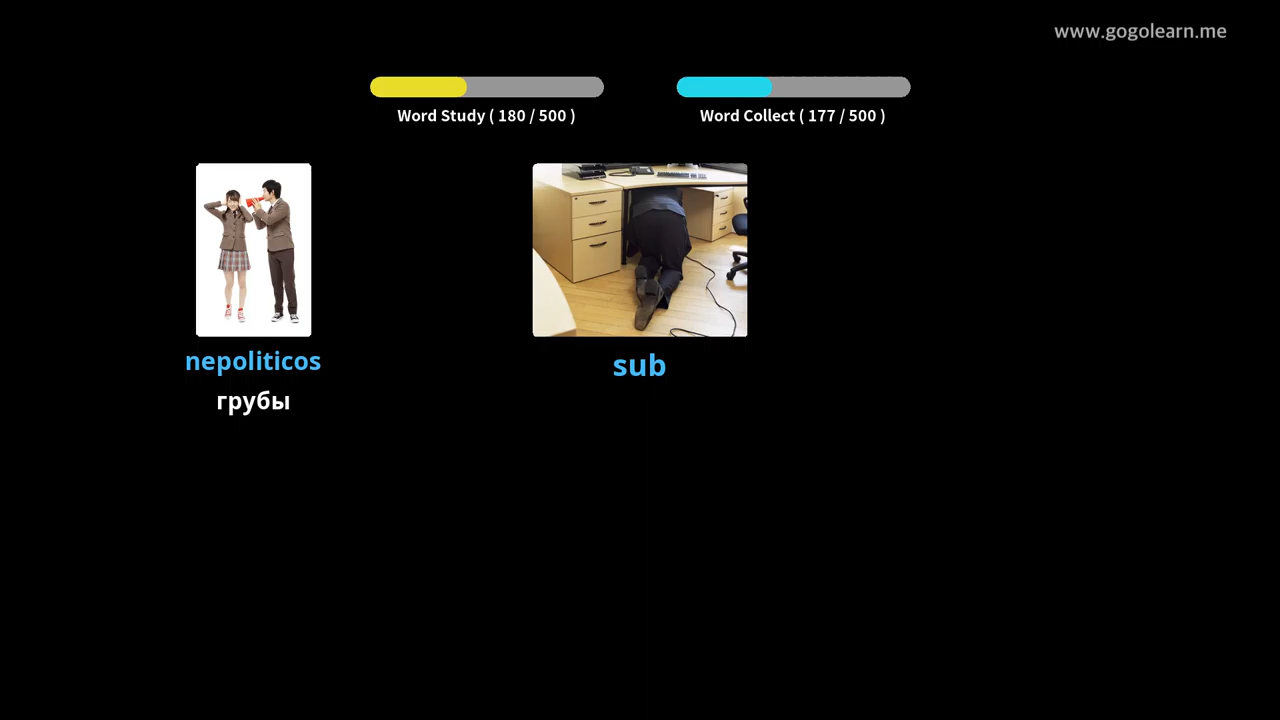 www.gogolearn.me
Word Study ( 180 / 500 )
Word Collect ( 177 / 500 )
nepoliticos
грубы
sub